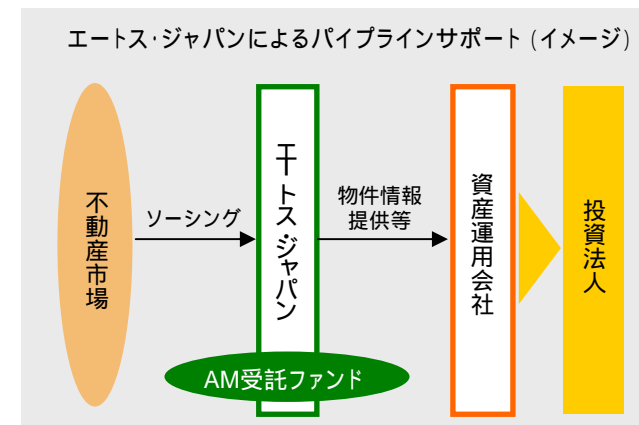 エートス・ジャパンによるパイプラインサポート（イメージ）
不動産市場
ソーシング
エートス・ジャパン
物件情報
提供等
資産運用会社
投資法人
AM受託ファンド